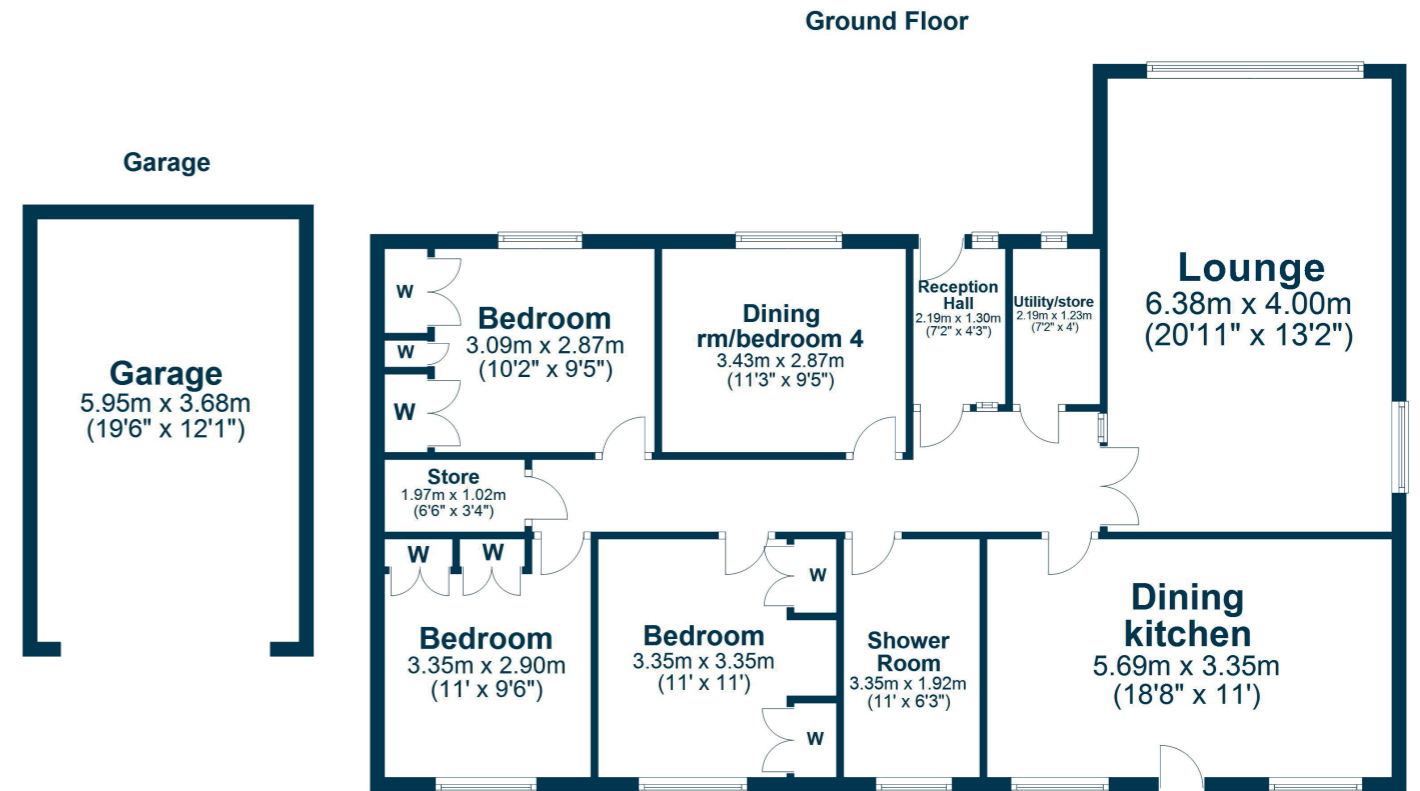 Ground Floor
Garage
Garage
5.95m x 3.68m
(19'6" x 12'1")
W
W
W
Bedroom
3.09m x 2.87m
(10'2" x 9'5")
Dining
rm/bedroom 4
3.43m x 2.87m
(11'3" x 9'5")
Reception
Hall
2.19m x 1.30m
(7'2" x 4'3")
Utility/store
2.19m x 1.23m
(7'2" x 4')
Lounge
6.38m x 4.00m
(20'11" x 13'2")
Store
1.97m x 1.02m
(6'6" x 3'4")
W
W
Bedroom
3.35m x 2.90m
(11' x 9'6")
Bedroom
3.35m x 3.35m
(11' x 11')
W
W
Shower
Room
3.35m x 1.92m
(11' x 6'3")
Dining
kitchen
5.69m x 3.35m
(18'8" x 11')